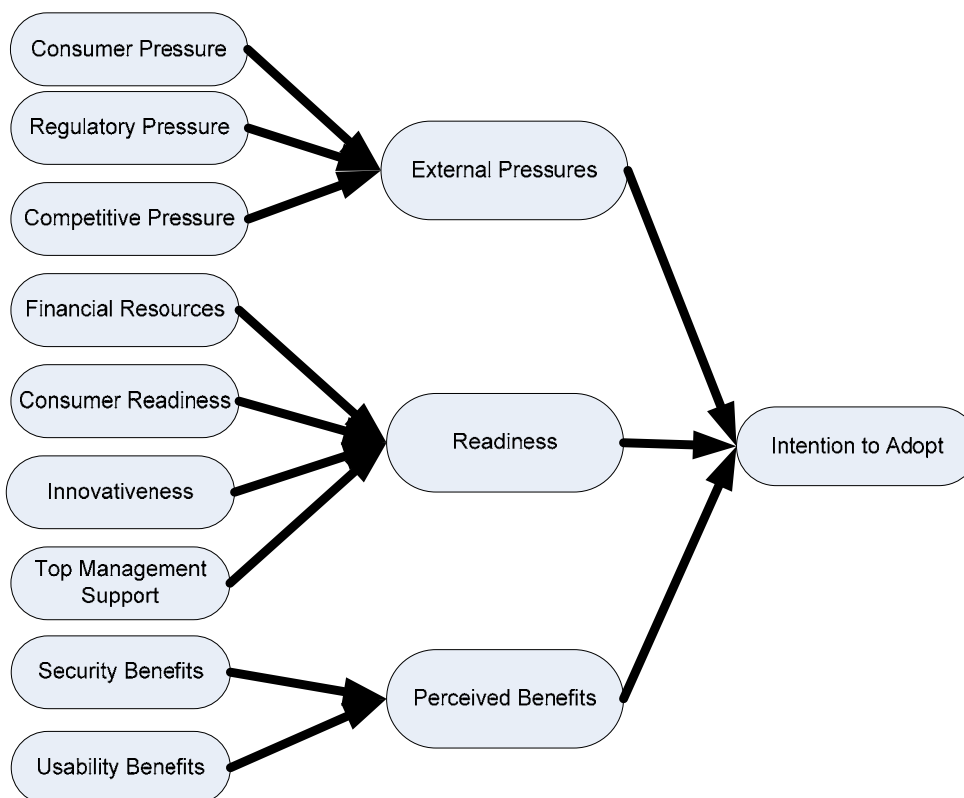 Consumer Pressure
Regulatory Pressure
Competitive Pressure
Financial Resources
Consumer Readiness
Innovativeness
Top Management
Support
Security Benefits
Usability Benefits
External Pressures
Readiness
Perceived Benefits
Intention to Adopt